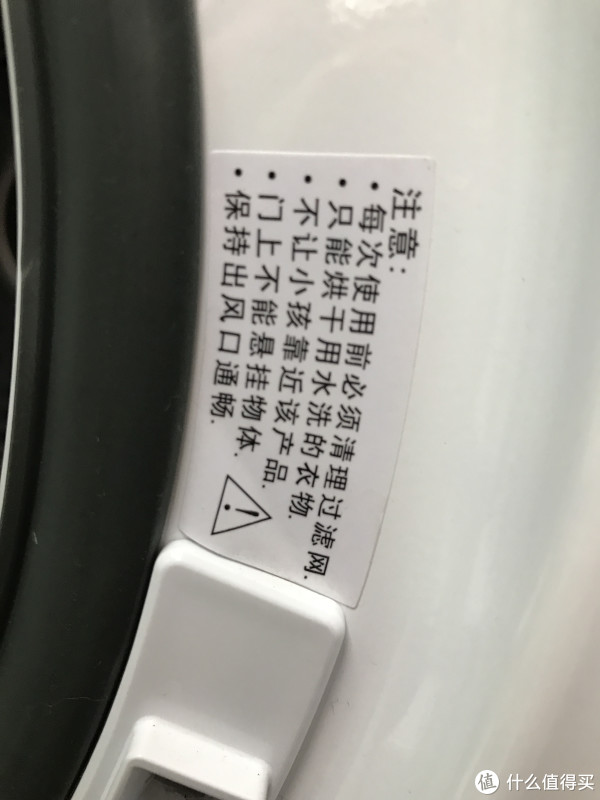 注意:
• 每次使用前必须清理过滤网.
• 只能烘干用水洗的衣物.
• 不让小孩靠近该产品.
• 门上不能悬挂物体.
• 保持出风口通畅.
值 什么值得买